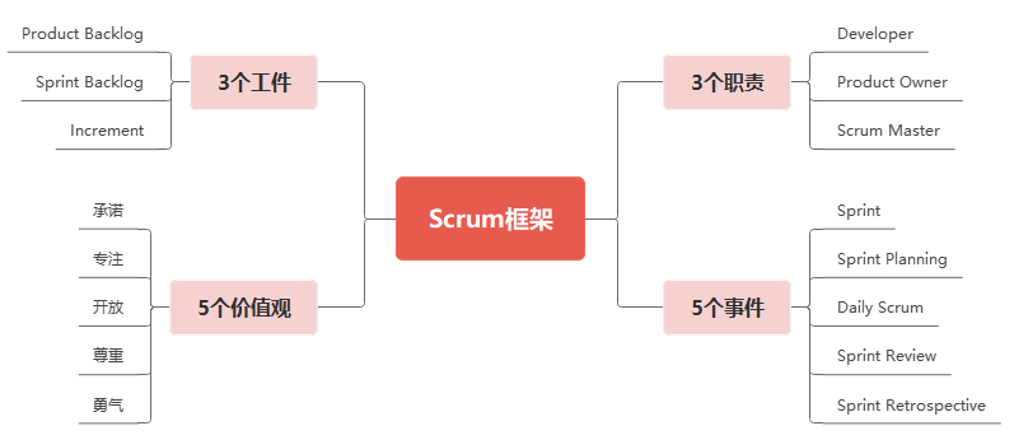 Scrum框架
3个职责
Developer
Product Owner
Scrum Master
5个事件
Sprint
Sprint Planning
Daily Scrum
Sprint Review
Sprint Retrospective
3个工件
Product Backlog
Sprint Backlog
Increment
5个价值观
承诺
专注
开放
尊重
勇气